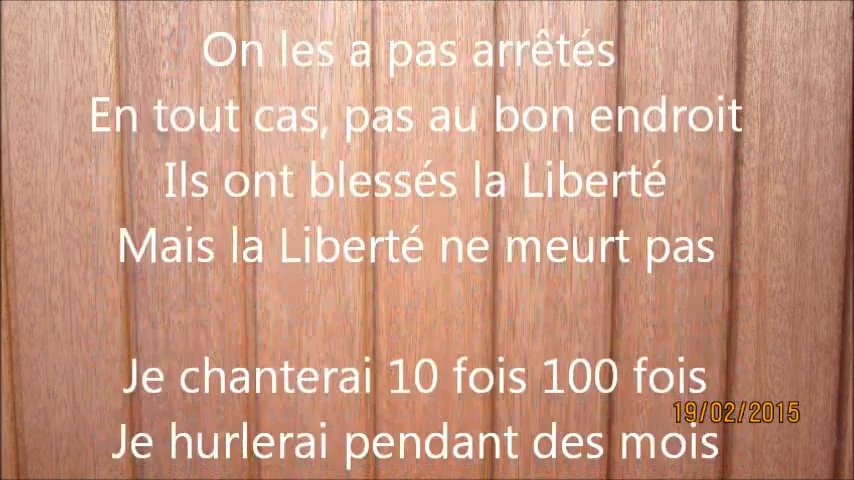 On les a pas arrêtés
En tout cas, pas au bon endroit
Ils ont blessés la Liberté
Mais la Liberté ne meurt pas
Je chanterai 10 fois 100 fois
19/02/2015
Je hurlerai pendant des mois